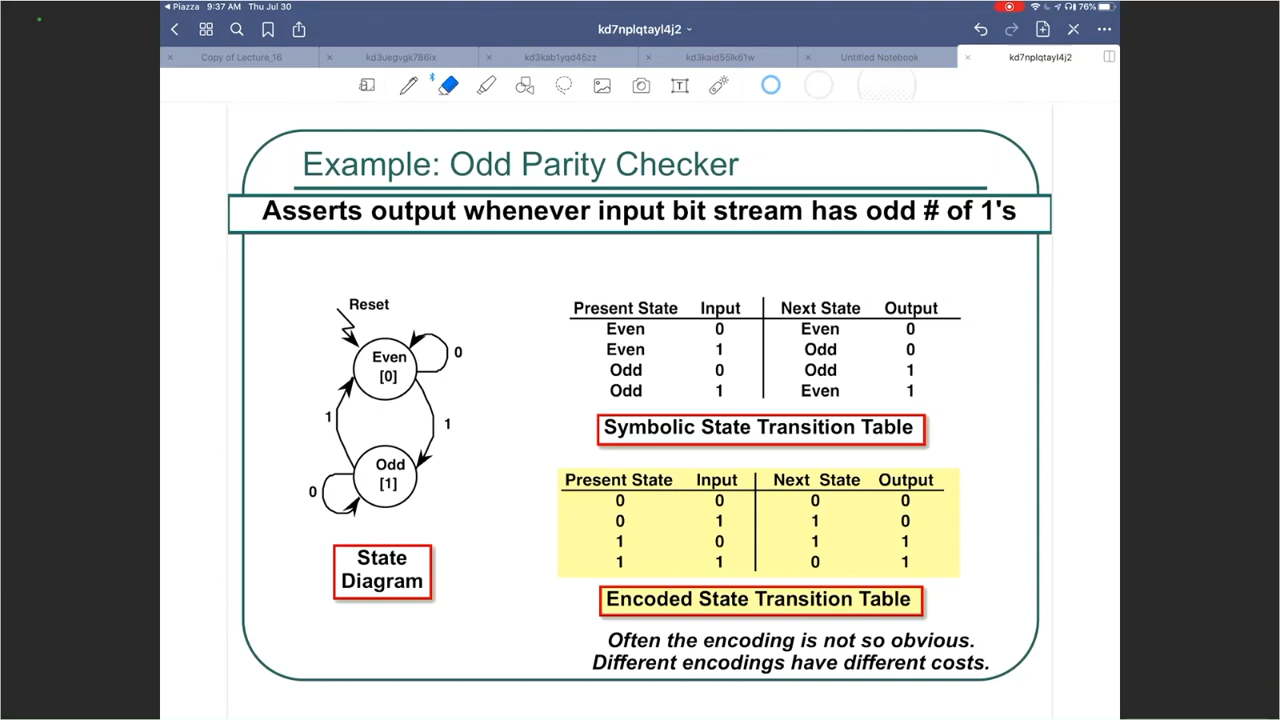 Piazza 9:37 AM Thu Jul 30 76%
kd7nplqtayl4j2
Copy of Lecture_16 kd3uegvgk786ix kd3kab1yqd45zz kd3kaid55lk61w Untitled Notebook kd7nplqtayl4j2
Example: Odd Parity Checker
Asserts output whenever input bit stream has odd # of 1's
Reset
Even
[0]
0
1
1
Odd
[1]
0
State
Diagram
Present State Input Next State Output
Even 0 Even 0
Even 1 Odd 0
Odd 0 Odd 1
Odd 1 Even 1
Symbolic State Transition Table
Present State Input Next State Output
0 0 0 0
0 1 1 0
1 0 1 1
1 1 0 1
Encoded State Transition Table
Often the encoding is not so obvious.
Different encodings have different costs.